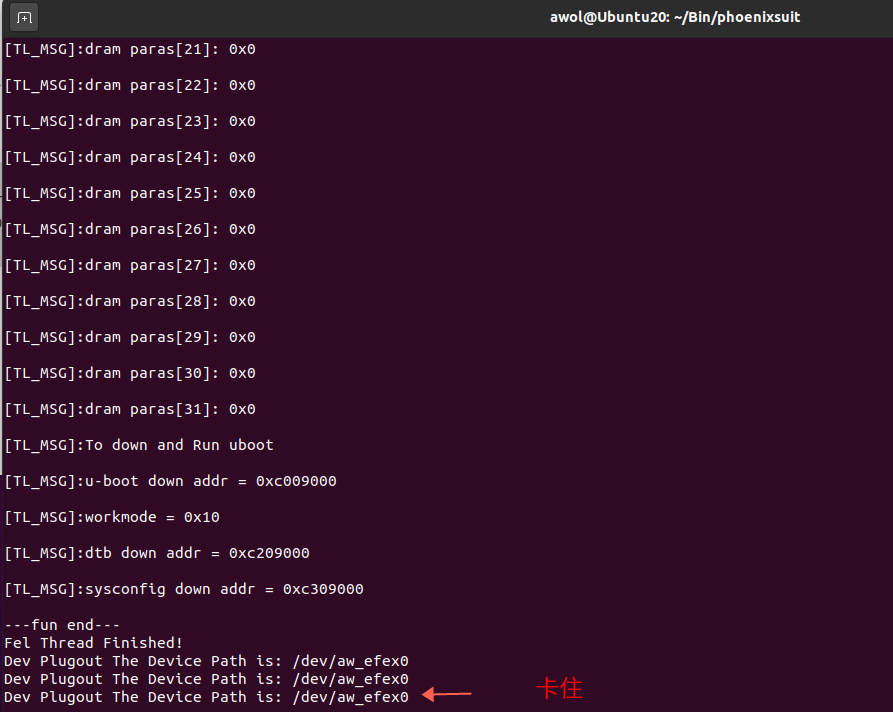 awol@Ubuntu20: ~/Bin/phoenixsuit
[TL_MSG]:dram paras[21]: 0x0
[TL_MSG]:dram paras[22]: 0x0
[TL_MSG]:dram paras[23]: 0x0
[TL_MSG]:dram paras[24]: 0x0
[TL_MSG]:dram paras[25]: 0x0
[TL_MSG]:dram paras[26]: 0x0
[TL_MSG]:dram paras[27]: 0x0
[TL_MSG]:dram paras[28]: 0x0
[TL_MSG]:dram paras[29]: 0x0
[TL_MSG]:dram paras[30]: 0x0
[TL_MSG]:dram paras[31]: 0x0
[TL_MSG]:To down and Run uboot
[TL_MSG]:u-boot down addr = 0xc009000
[TL_MSG]:workmode = 0x10
[TL_MSG]:dtb down addr = 0xc209000
[TL_MSG]:sysconfig down addr = 0xc309000
---fun end---
Fel Thread Finished!
Dev Plugout The Device Path is: /dev/aw_efex0
Dev Plugout The Device Path is: /dev/aw_efex0
Dev Plugout The Device Path is: /dev/aw_efex0 卡住